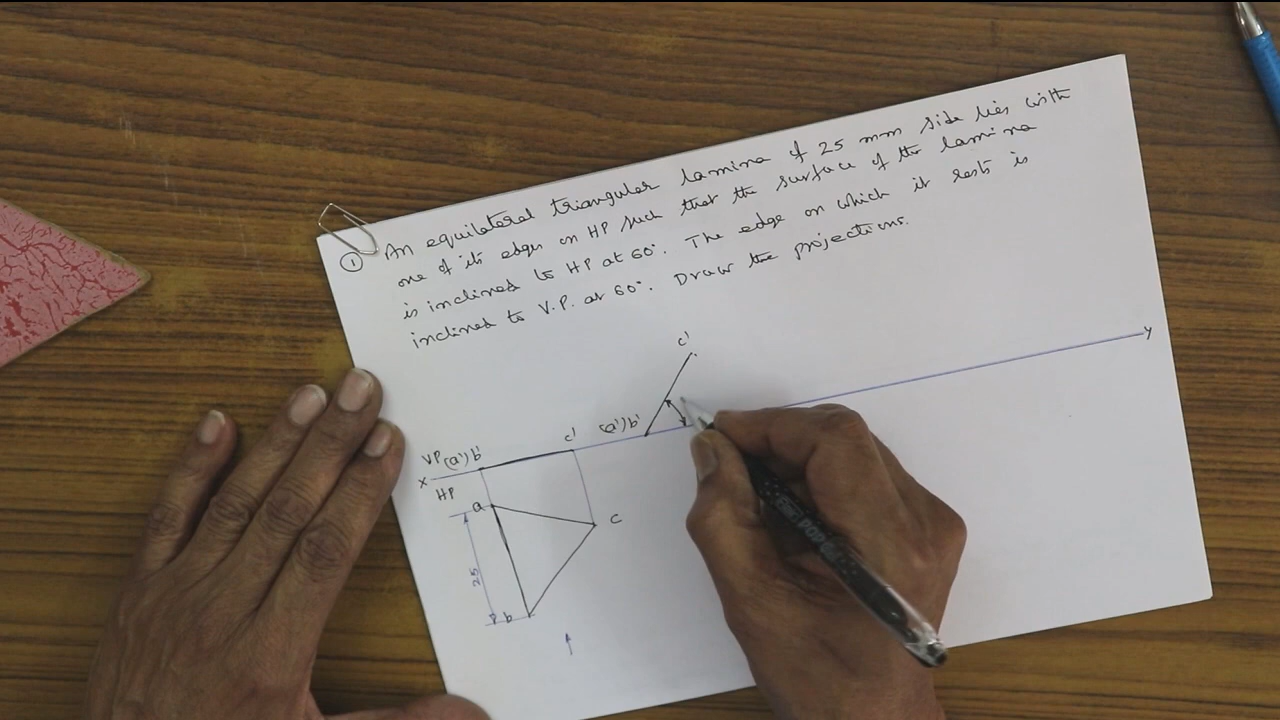 ① An equilateral triangular lamina of 25 mm side lies with
one of its edges on HP such that the surface of the lamina
is inclined to HP at 60°. The edge on which it rests is
inclined to V.P. at 60°. Draw the projections.
c'
y
VP (a') b' c' (a') b'
X
HP
a
c
25
b